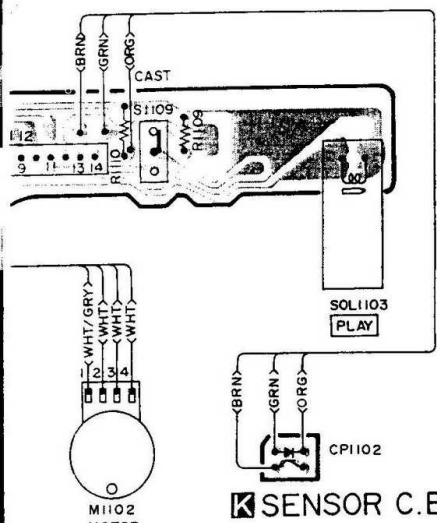 BRN
GRN
ORG
CAST
S1109
R1109
R1110
12
9 11 13 14
WHT/GRY
WHT
WHT
WHT
1 2 3 4
SOL1103
PLAY
BRN
GRN
ORG
CP1102
M1102
K SENSOR C.B